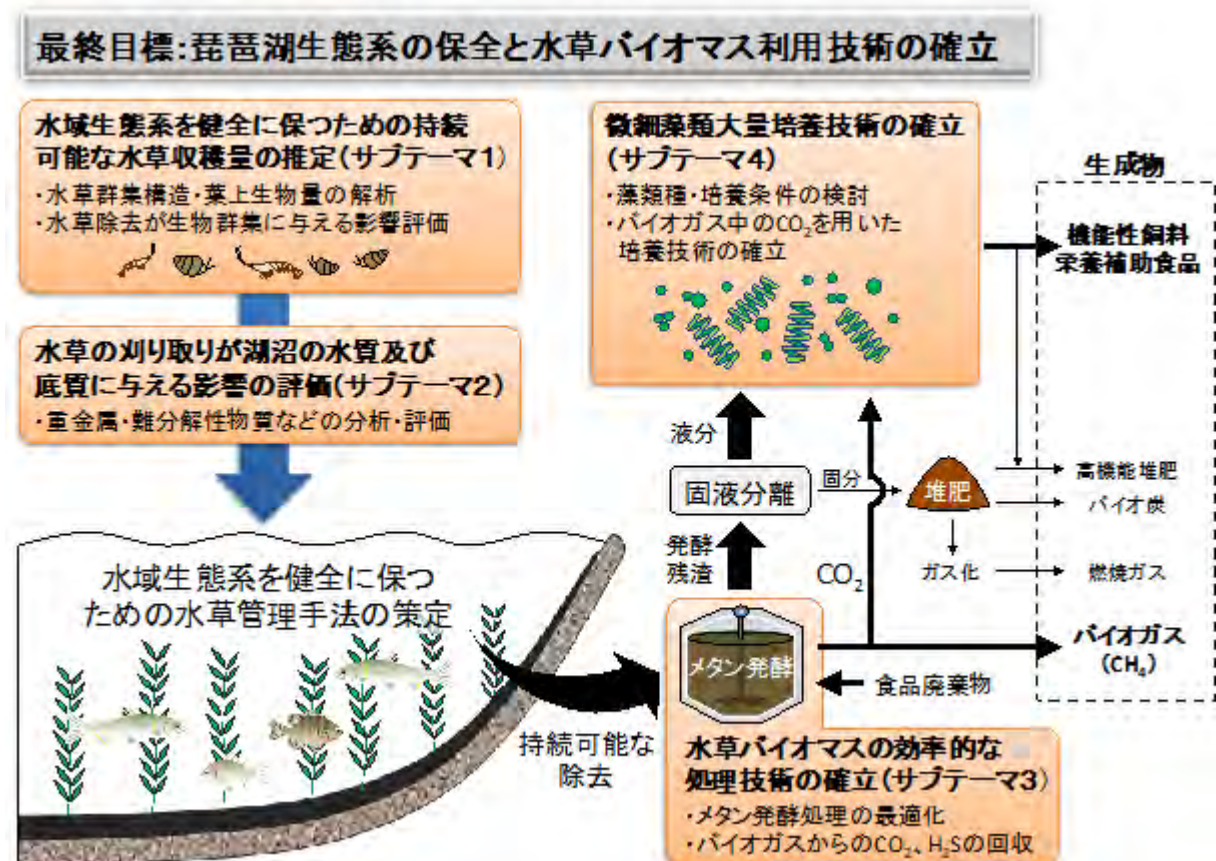 最終目標:琵琶湖生態系の保全と水草バイオマス利用技術の確立
水域生態系を健全に保つための持続
可能な水草収穫量の推定(サブテーマ1)
・水草群集構造・葉上生物量の解析
・水草除去が生物群集に与える影響評価
水草の刈り取りが湖沼の水質及び
底質に与える影響の評価(サブテーマ2)
・重金属・難分解性物質などの分析・評価
水域生態系を健全に保つ
ための水草管理手法の策定
持続可能な
除去
微細藻類大量培養技術の確立
(サブテーマ4)
・藻類種・培養条件の検討
・バイオガス中のCO₂を用いた
培養技術の確立
液分
固液分離
固分
堆肥
発酵
残渣
CO₂
ガス化
メタン発酵
食品廃棄物
水草バイオマスの効率的な
処理技術の確立(サブテーマ3)
・メタン発酵処理の最適化
・バイオガスからのCO₂、H₂Sの回収
生成物
機能性飼料
栄養補助食品
高機能堆肥
バイオ炭
燃焼ガス
バイオガス
(CH₄)